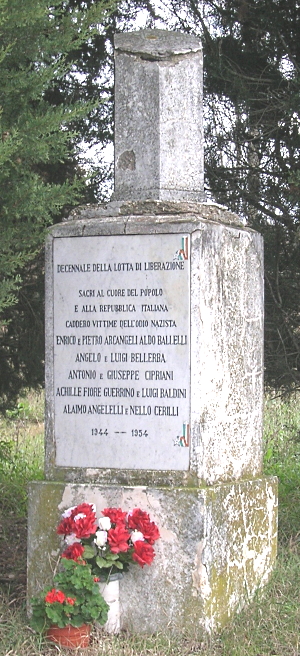 DECENNALE DELLA LOTTA DI LIBERAZIONE
SACRI AL CUORE DEL POPOLO
E ALLA REPUBBLICA ITALIANA
CADDERO VITTIME DELL'ODIO NAZISTA
ENRICO E PIETRO ARCANGELI ALDO BALLELLI
ANGELO E LUIGI BELLERBA
ANTONIO E GIUSEPPE CIPRIANI
ACHILLE FIORE GUERRINO E LUIGI BALDINI
ALAIMO ANGELELLI E NELLO CERILLI
1944 -- 1954